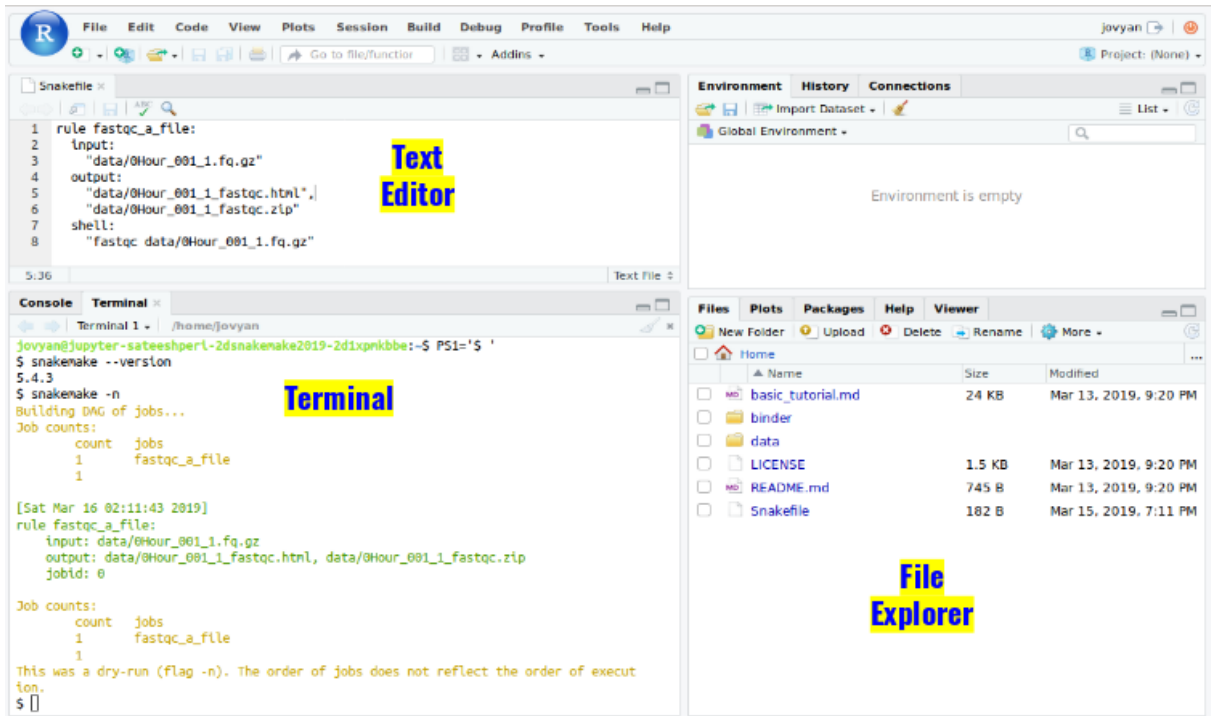 R File Edit Code View Plots Session Build Debug Profile Tools Help jovyan
Go to file/function Addins Project: (None)
Snakefile
ABC
1 rule fastqc_a_file:
2 input:
3 "data/0Hour_001_1.fq.gz"
4 output:
5 "data/0Hour_001_1_fastqc.html",
6 "data/0Hour_001_1_fastqc.zip"
7 shell:
8 "fastqc data/0Hour_001_1.fq.gz"
Text
Editor
5:36 Text File
Environment History Connections
Import Dataset List
Global Environment
Environment is empty
Console Terminal
Terminal 1 /home/jovyan
jovyan@jupyter-sateeshperi-2dsnakemake2019-2d1xpmkbbe:~$ PS1='$ '
$ snakemake --version
5.4.3
$ snakemake -n
Building DAG of jobs...
Job counts:
count jobs
1 fastqc_a_file
1
[Sat Mar 16 02:11:43 2019]
rule fastqc_a_file:
input: data/0Hour_001_1.fq.gz
output: data/0Hour_001_1_fastqc.html, data/0Hour_001_1_fastqc.zip
jobid: 0
Job counts:
count jobs
1 fastqc_a_file
1
This was a dry-run (flag -n). The order of jobs does not reflect the order of execut
ion.
$
Terminal
Files Plots Packages Help Viewer
New Folder Upload Delete Rename More
Home ...
Name Size Modified
MD basic_tutorial.md 24 KB Mar 13, 2019, 9:20 PM
binder
data
LICENSE 1.5 KB Mar 13, 2019, 9:20 PM
MD README.md 745 B Mar 13, 2019, 9:20 PM
Snakefile 182 B Mar 15, 2019, 7:11 PM
File
Explorer